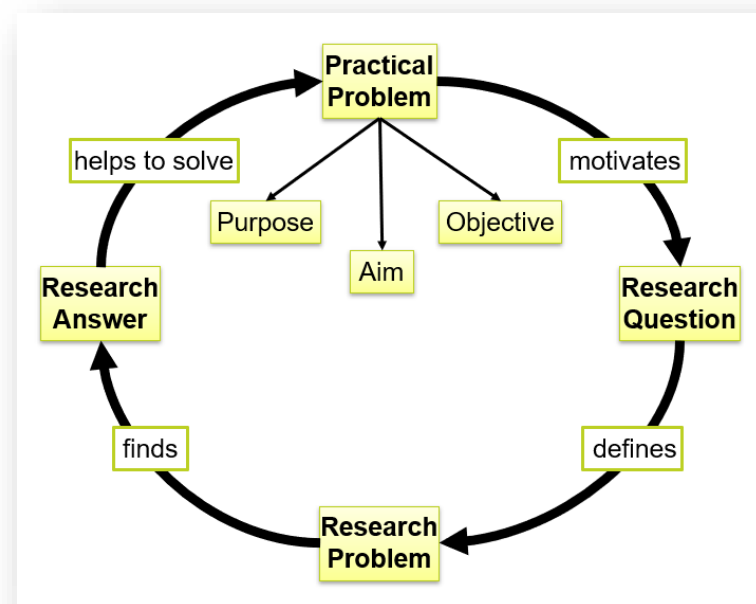 Practical
Problem
helps to solve
motivates
Purpose
Objective
Aim
Research
Answer
Research
Question
finds
defines
Research
Problem